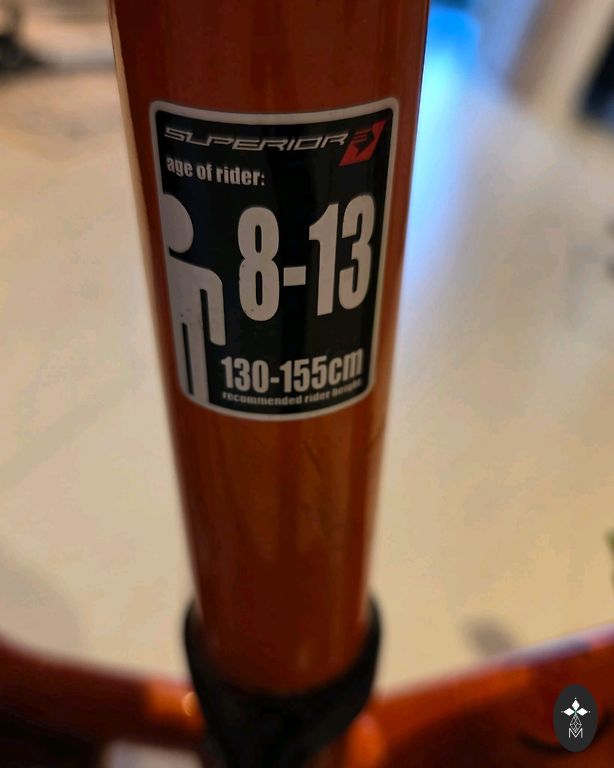 SUPERIOR
age of rider:
8-13
130-155cm
recommended rider height